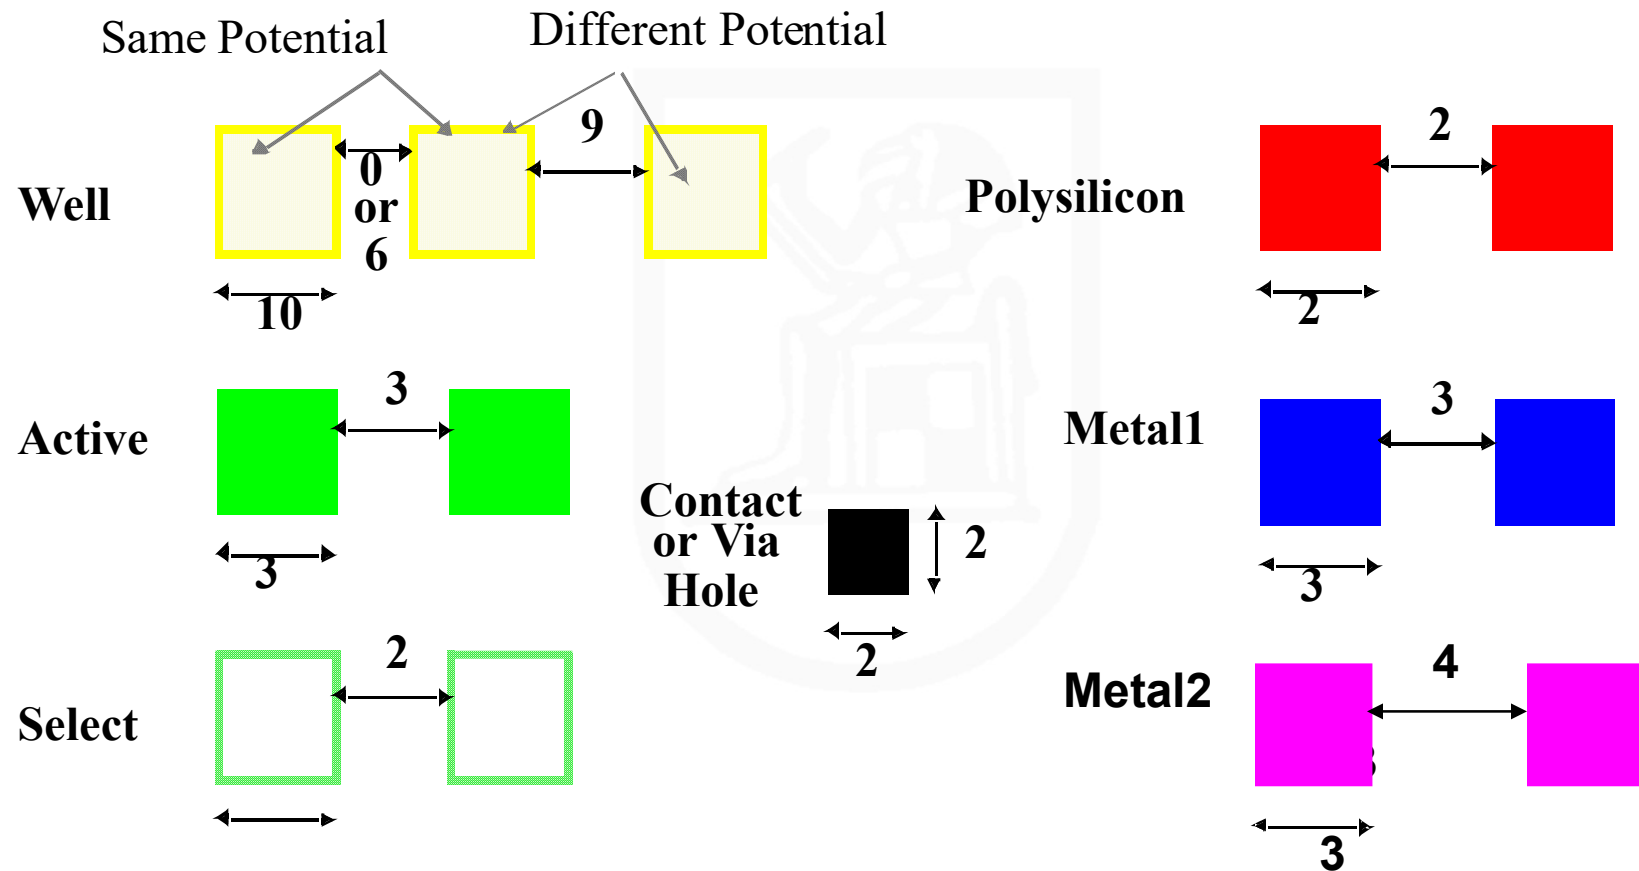 Same Potential
Different Potential
9
0
or
6
Well
10
2
Polysilicon
2
3
Active
3
3
Metal1
3
Contact
or Via
Hole
2
2
2
Select
4
Metal2
3